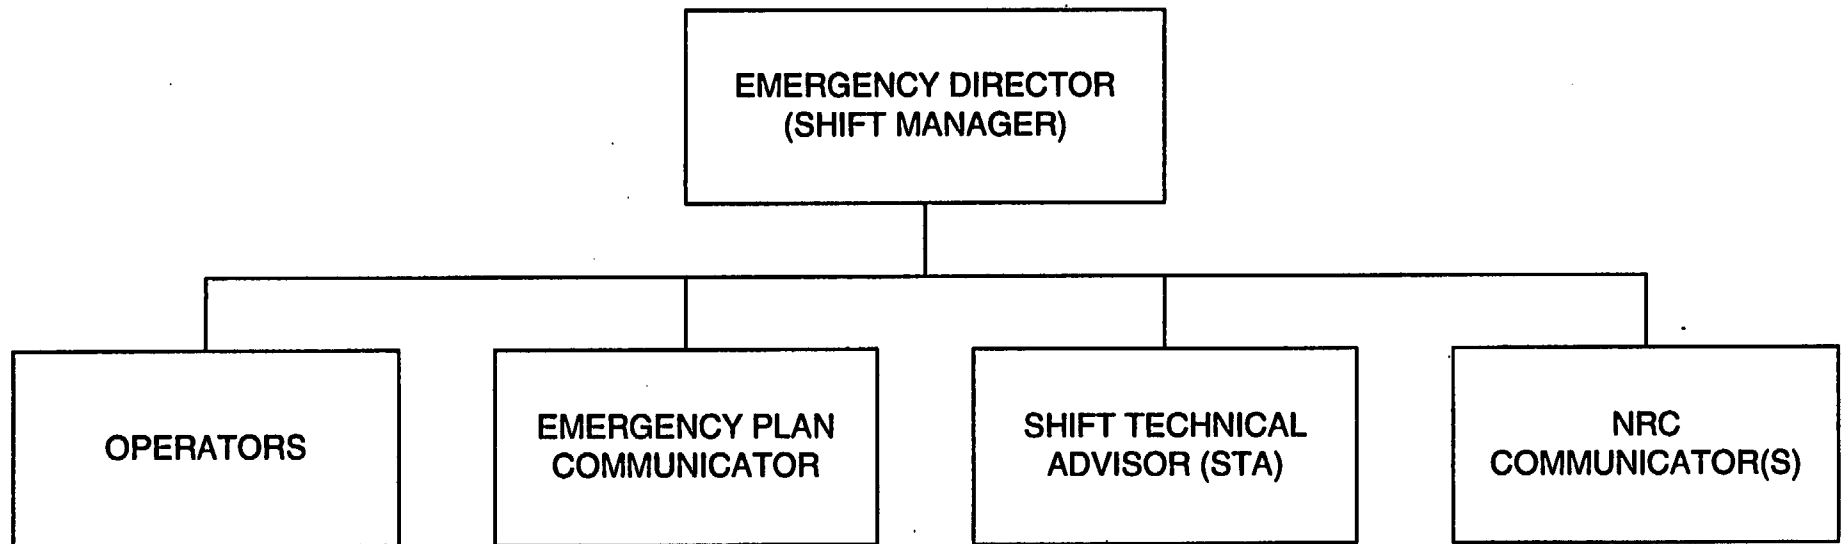 EMERGENCY DIRECTOR
(SHIFT MANAGER)
OPERATORS
EMERGENCY PLAN
COMMUNICATOR
SHIFT TECHNICAL
ADVISOR (STA)
NRC
COMMUNICATOR(S)